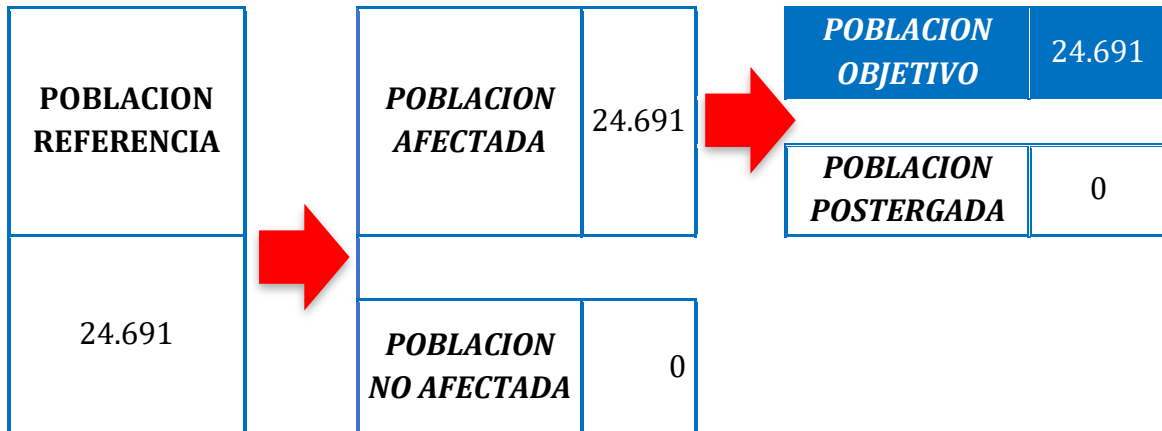 POBLACION
REFERENCIA
24.691
POBLACION
AFECTADA
24.691
POBLACION
NO AFECTADA
0
POBLACION
OBJETIVO
24.691
POBLACION
POSTERGADA
0